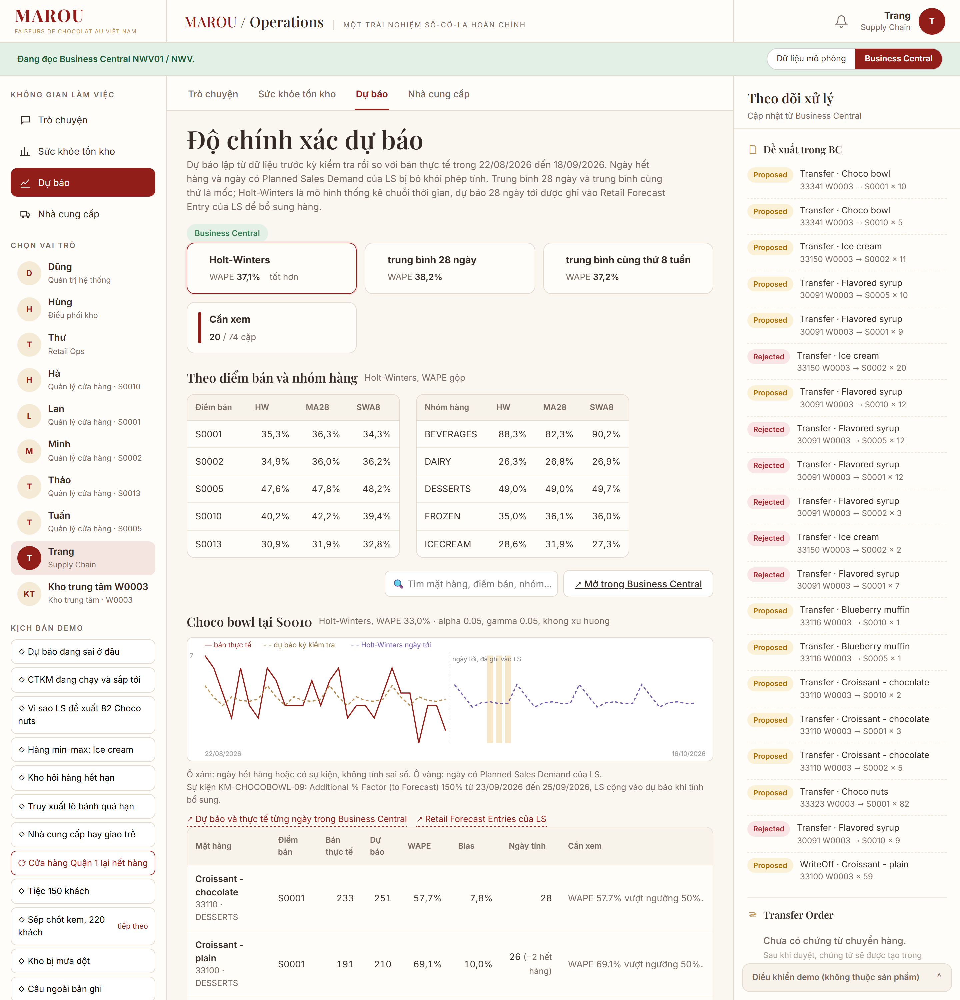 MAROU
FAISEURS DE CHOCOLAT AU VIỆT NAM
MAROU / Operations
MỘT TRẢI NGHIỆM SÔ-CÔ-LA HOÀN CHỈNH
Trang
Supply Chain
T
Đang đọc Business Central NWV01 / NWV.
Dữ liệu mô phỏng
Business Central
KHÔNG GIAN LÀM VIỆC
Trò chuyện
Sức khỏe tồn kho
Dự báo
Nhà cung cấp
CHỌN VAI TRÒ
D
Dũng
Quản trị hệ thống
H
Hùng
Điều phối kho
T
Thư
Retail Ops
H
Hà
Quản lý cửa hàng · S0010
L
Lan
Quản lý cửa hàng · S0001
M
Minh
Quản lý cửa hàng · S0002
T
Thảo
Quản lý cửa hàng · S0013
T
Tuấn
Quản lý cửa hàng · S0005
T
Trang
Supply Chain
KT
Kho trung tâm W0003
Kho trung tâm · W0003
KỊCH BẢN DEMO
◇ Dự báo đang sai ở đâu
◇ CTKM đang chạy và sắp tới
◇ Vì sao LS đề xuất 82 Choco
nuts
◇ Hàng min-max: Ice cream
◇ Kho hỏi hàng hết hạn
◇ Truy xuất lô bánh quá hạn
◇ Nhà cung cấp hay giao trễ
⟳ Cửa hàng Quận 1 lại hết hàng
◇ Tiệc 150 khách
◇ Sếp chốt kem, 220
khách
tiếp theo
◇ Kho bị mưa dột
◇ Câu ngoài bản ghi
Trò chuyện
Sức khỏe tồn kho
Dự báo
Nhà cung cấp
Độ chính xác dự báo
Dự báo lập từ dữ liệu trước kỳ kiểm tra rồi so với bán thực tế trong 22/08/2026 đến 18/09/2026. Ngày hết
hàng và ngày có Planned Sales Demand của LS bị bỏ khỏi phép tính. Trung bình 28 ngày và trung bình cùng
thứ là mốc; Holt-Winters là mô hình thống kê chuỗi thời gian, dự báo 28 ngày tới được ghi vào Retail Forecast
Entry của LS để bổ sung hàng.
Business Central
Holt-Winters
WAPE 37,1% tốt hơn
trung bình 28 ngày
WAPE 38,2%
trung bình cùng thứ 8 tuần
WAPE 37,2%
Cần xem
20 / 74 cặp
Theo điểm bán và nhóm hàng Holt-Winters, WAPE gộp
Điểm bán HW MA28 SWA8
S0001 35,3% 36,3% 34,3%
S0002 34,9% 36,0% 36,2%
S0005 47,6% 47,8% 48,2%
S0010 40,2% 42,2% 39,4%
S0013 30,9% 31,9% 32,8%
Nhóm hàng HW MA28 SWA8
BEVERAGES 88,3% 82,3% 90,2%
DAIRY 26,3% 26,8% 26,9%
DESSERTS 49,0% 49,0% 49,7%
FROZEN 35,0% 36,1% 36,0%
ICECREAM 28,6% 31,9% 27,3%
🔍 Tìm mặt hàng, điểm bán, nhóm...
↗ Mở trong Business Central
Choco bowl tại S0010 Holt-Winters, WAPE 33,0% · alpha 0.05, gamma 0.05, khong xu huong
— bán thực tế - - dự báo kỳ kiểm tra - - Holt-Winters ngày tới
7
ngày tới, đã ghi vào LS
22/08/2026
16/10/2026
Ô xám: ngày hết hàng hoặc có sự kiện, không tính sai số. Ô vàng: ngày có Planned Sales Demand của LS.
Sự kiện KM-CHOCOBOWL-09: Additional % Factor (to Forecast) 150% từ 23/09/2026 đến 25/09/2026, LS cộng vào dự báo khi tính
bổ sung.
↗ Dự báo và thực tế từng ngày trong Business Central ↗ Retail Forecast Entries của LS
Mặt hàng Điểm bán Bán thực tế Dự báo WAPE Bias Ngày tính Cần xem
Croissant -
chocolate
33110 ·
DESSERTS
S0001 233 251 57,7% 7,8% 28 WAPE 57.7% vượt ngưỡng 50%.
Croissant -
plain
33100 ·
DESSERTS
S0001 191 210 69,1% 10,0% 26 (−2 hết hàng) WAPE 69.1% vượt ngưỡng 50%.
Theo dõi xử lý
Cập nhật từ Business Central
Đề xuất trong BC
Proposed Transfer · Choco bowl
33341 W0003 → S0001 × 10
Proposed Transfer · Choco bowl
33341 W0003 → S0010 × 5
Proposed Transfer · Ice cream
33150 W0003 → S0002 × 11
Proposed Transfer · Flavored syrup
30091 W0003 → S0005 × 10
Proposed Transfer · Flavored syrup
30091 W0003 → S0001 × 9
Rejected Transfer · Ice cream
33150 W0003 → S0002 × 20
Proposed Transfer · Flavored syrup
30091 W0003 → S0010 × 12
Rejected Transfer · Flavored syrup
30091 W0003 → S0005 × 12
Rejected Transfer · Flavored syrup
30091 W0003 → S0001 × 12
Rejected Transfer · Flavored syrup
30091 W0003 → S0002 × 3
Rejected Transfer · Ice cream
33150 W0003 → S0002 × 2
Rejected Transfer · Flavored syrup
30091 W0003 → S0001 × 7
Proposed Transfer · Blueberry muffin
33116 W0003 → S0010 × 1
Proposed Transfer · Blueberry muffin
33116 W0003 → S0005 × 1
Proposed Transfer · Croissant - chocolate
33110 W0003 → S0010 × 2
Proposed Transfer · Croissant - chocolate
33110 W0003 → S0001 × 3
Proposed Transfer · Croissant - chocolate
33110 W0003 → S0002 × 5
Proposed Transfer · Choco nuts
33323 W0003 → S0001 × 82
Rejected Transfer · Flavored syrup
30091 W0003 → S0010 × 9
Proposed WriteOff · Croissant - plain
33100 W0003 × 59
Transfer Order
Chưa có chứng từ chuyển hàng.
Sau khi duyệt, chứng từ sẽ được tạo trong
Điều khiển demo (không thuộc sản phẩm) ^